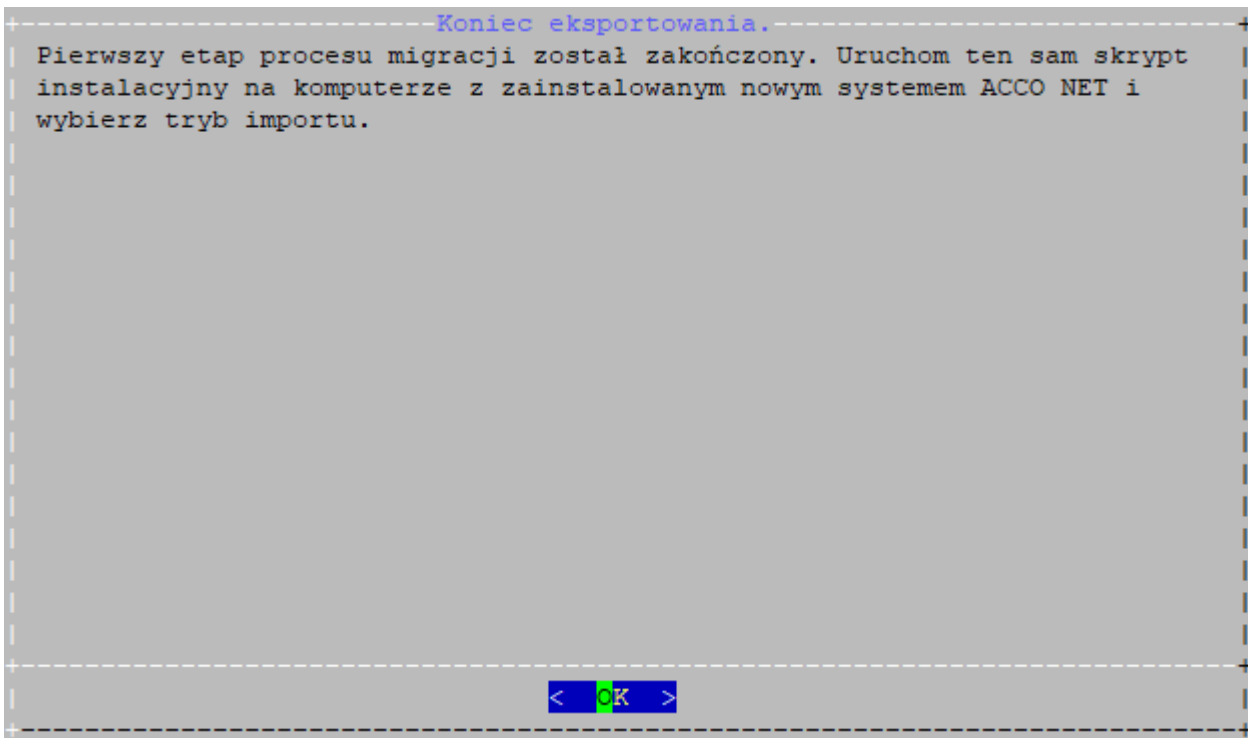 Koniec eksportowania.
Pierwszy etap procesu migracji został zakończony. Uruchom ten sam skrypt
instalacyjny na komputerze z zainstalowanym nowym systemem ACCO NET i
wybierz tryb importu.
< OK >